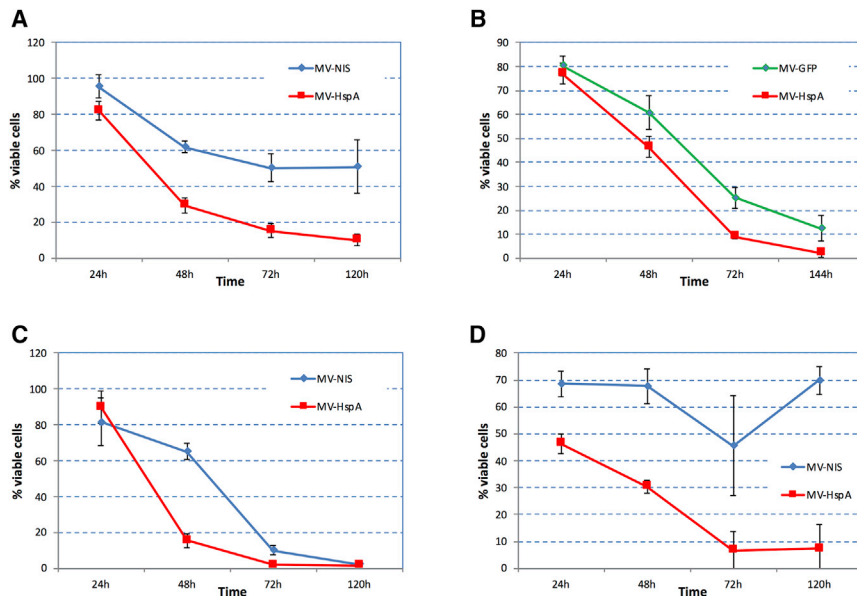 A
120
100
80
60
40
20
0
% viable cells
MV-NIS
MV-HspA
24h 48h 72h 120h
Time
B
90
80
70
60
50
40
30
20
10
0
% viable cells
MV-GFP
MV-HspA
24h 48h 72h 144h
Time
C
120
100
80
60
40
20
0
% viable cells
MV-NIS
MV-HspA
24h 48h 72h 120h
Time
D
80
70
60
50
40
30
20
10
0
% viable cells
MV-NIS
MV-HspA
24h 48h 72h 120h
Time